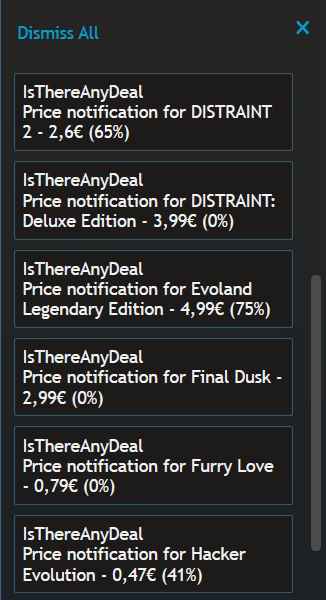 Dismiss All
×
IsThereAnyDeal
Price notification for DISTRAINT
2 - 2,6€ (65%)
IsThereAnyDeal
Price notification for DISTRAINT:
Deluxe Edition - 3,99€ (0%)
IsThereAnyDeal
Price notification for Evoland
Legendary Edition - 4,99€ (75%)
IsThereAnyDeal
Price notification for Final Dusk -
2,99€ (0%)
IsThereAnyDeal
Price notification for Furry Love
- 0,79€ (0%)
IsThereAnyDeal
Price notification for Hacker
Evolution - 0,47€ (41%)